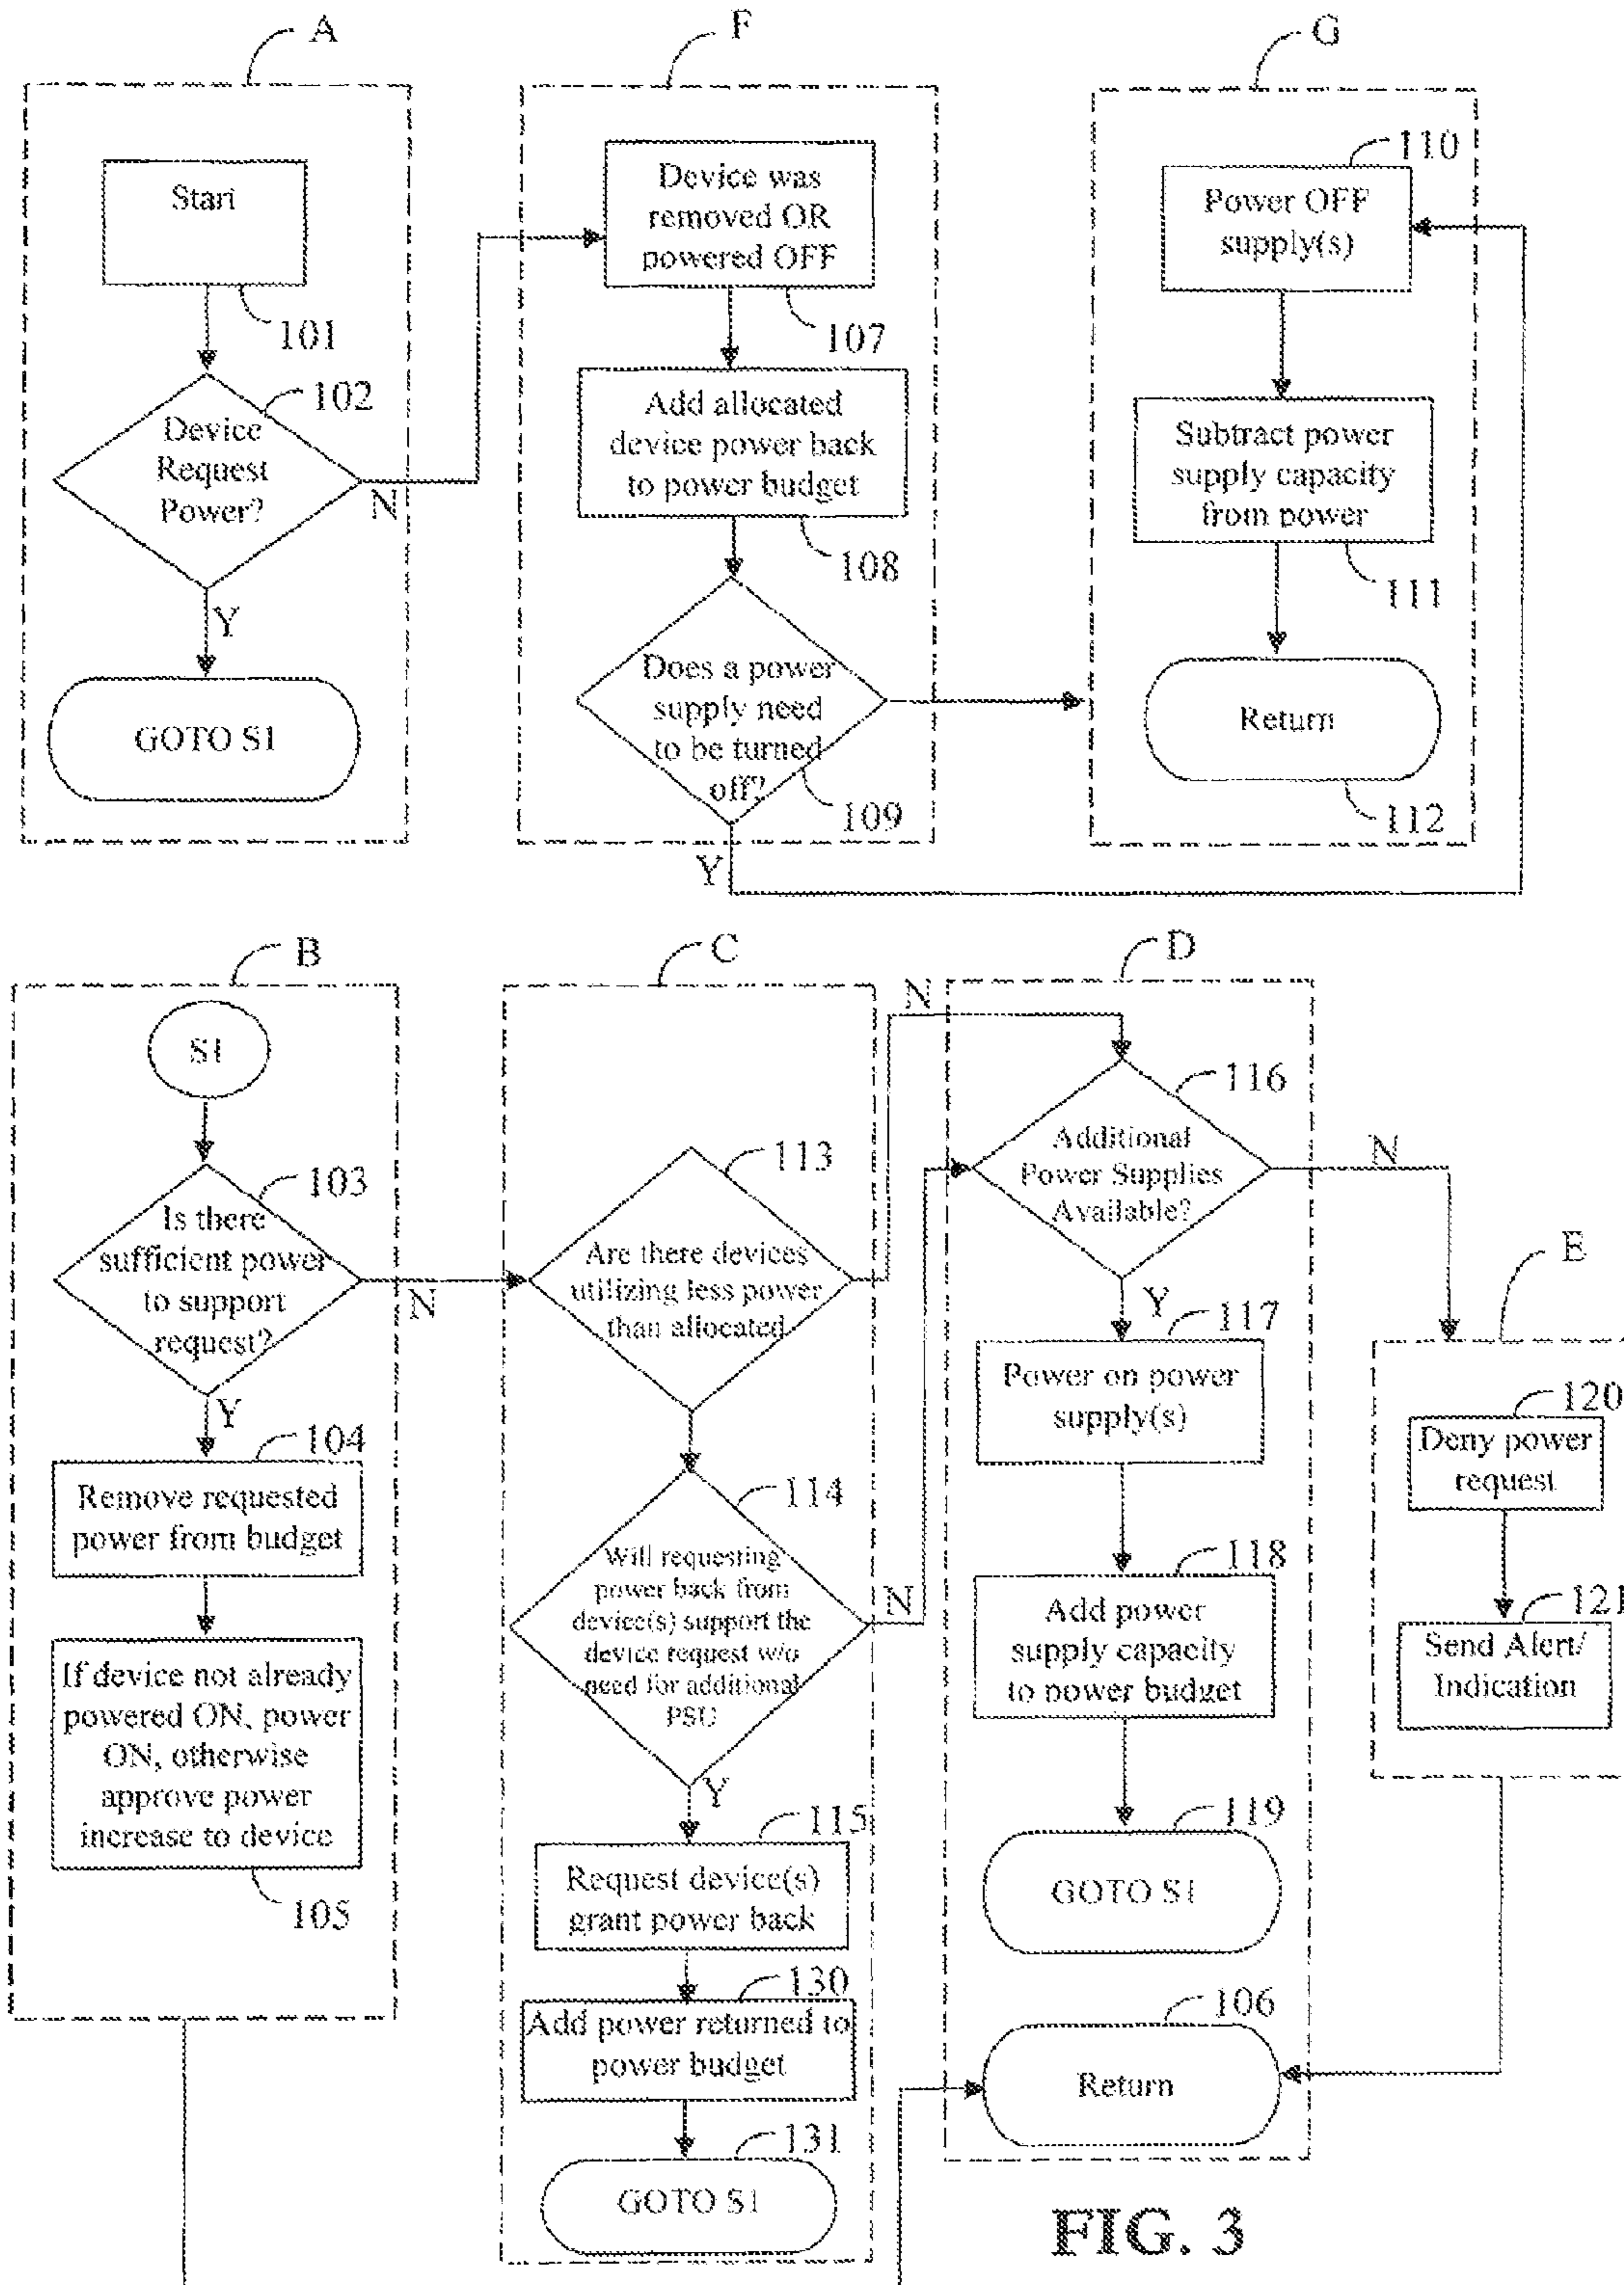 A
Start
101
102
Device
Request
Power?
N
Y
GOTO S1
F
Device was
removed OR
powered OFF
107
Add allocated
device power back
to power budget
108
Does a power
supply need
to be turned
off?
109
Y
G
110
Power OFF
supply(s)
Subtract power
supply capacity
from power
111
Return
112
B
S1
103
Is there
sufficient power
to support
request?
N
Y
104
Remove requested
power from budget
If device not already
powered ON, power
ON, otherwise
approve power
increase to device
105
C
113
Are there devices
utilizing less power
than allocated
N
114
Will requesting
power back from
device(s) support the
device request w/o
need for additional
PSU
N
Y
115
Request device(s)
grant power back
130
Add power returned to
power budget
131
GOTO S1
D
116
Additional
Power Supplies
Available?
N
Y
117
Power on power
supply(s)
118
Add power
supply capacity
to power budget
119
GOTO S1
106
Return
E
120
Deny power
request
121
Send Alert/
Indication
FIG. 3